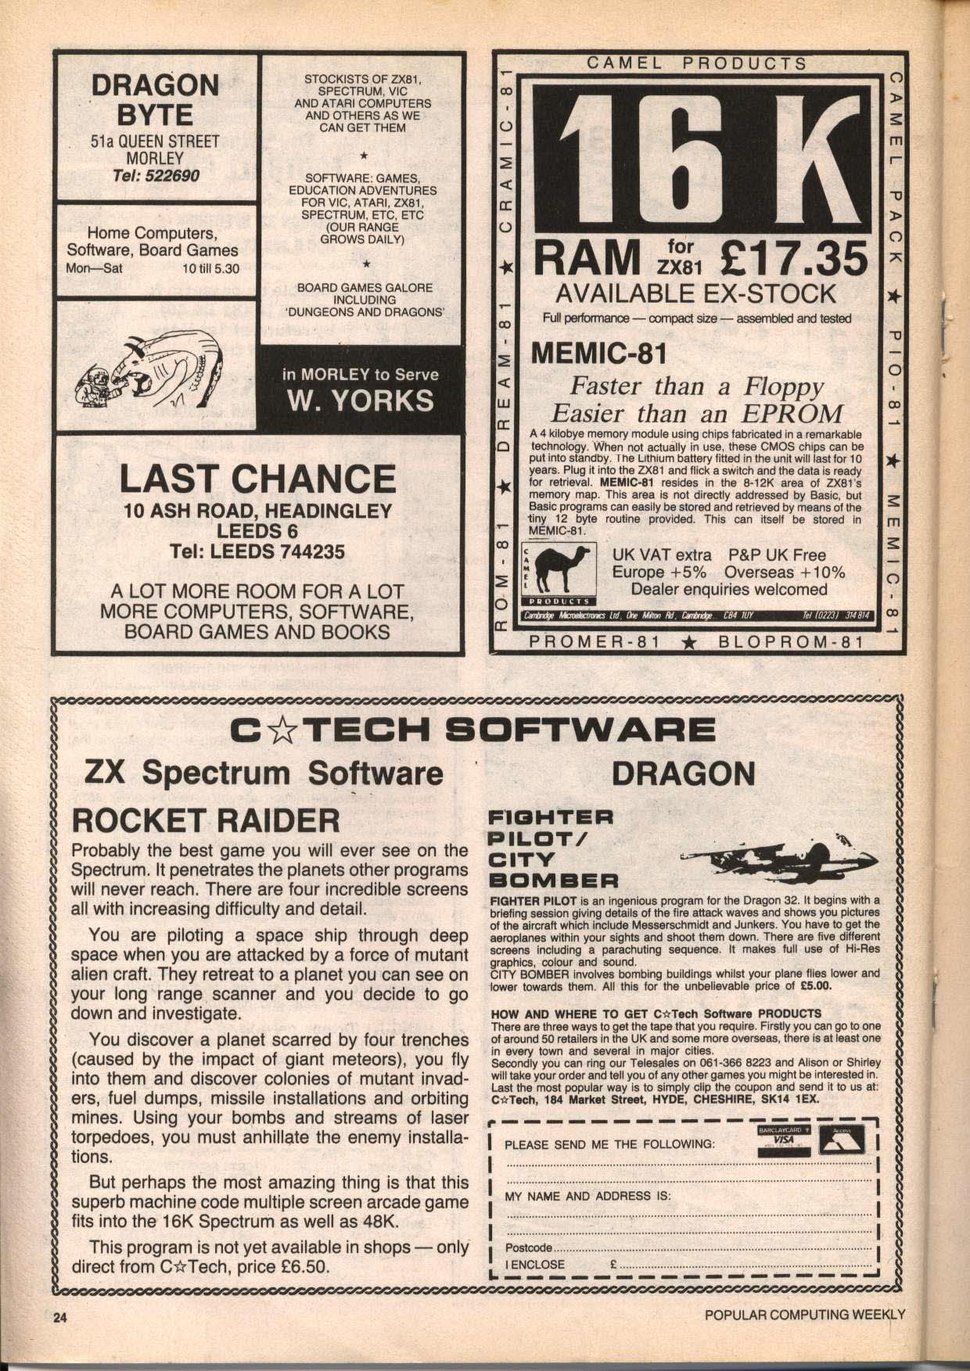 DRAGON
BYTE
51a QUEEN STREET
MORLEY
Tel: 522690
Home Computers,
Software, Board Games
Mon—Sat 10 till 5.30
STOCKISTS OF ZX81,
SPECTRUM, VIC
AND ATARI COMPUTERS
AND OTHERS AS WE
CAN GET THEM
★
SOFTWARE: GAMES,
EDUCATION ADVENTURES
FOR VIC, ATARI, ZX81,
SPECTRUM, ETC, ETC
(OUR RANGE
GROWS DAILY)
★
BOARD GAMES GALORE
INCLUDING
'DUNGEONS AND DRAGONS'
in MORLEY to Serve
W. YORKS
LAST CHANCE
10 ASH ROAD, HEADINGLEY
LEEDS 6
Tel: LEEDS 744235
A LOT MORE ROOM FOR A LOT
MORE COMPUTERS, SOFTWARE,
BOARD GAMES AND BOOKS
CAMEL PRODUCTS
CAMEL PACK ★ PIO-81 ★ MEMIC-81
ROM-81 ★ DREAM-81 ★ CRAMIC-81
16 K
RAM for ZX81 £17.35
AVAILABLE EX-STOCK
Full performance — compact size — assembled and tested
MEMIC-81
Faster than a Floppy
Easier than an EPROM
A 4 kilobye memory module using chips fabricated in a remarkable
technology. When not actually in use, these CMOS chips can be
put into standby. The Lithium battery fitted in the unit will last for 10
years. Plug it into the ZX81 and flick a switch and the data is ready
for retrieval. MEMIC-81 resides in the 8-12K area of ZX81's
memory map. This area is not directly addressed by Basic, but
Basic programs can easily be stored and retrieved by means of the
tiny 12 byte routine provided. This can itself be stored in
MEMIC-81.
CAMEL
PRODUCTS
UK VAT extra P&P UK Free
Europe +5% Overseas +10%
Dealer enquiries welcomed
Cambridge Microelectronics Ltd, One Milton Rd, Cambridge, CB4 1UY Tel (0223) 314814
PROMER-81 ★ BLOPROM-81
C☆TECH SOFTWARE
ZX Spectrum Software
ROCKET RAIDER
Probably the best game you will ever see on the
Spectrum. It penetrates the planets other programs
will never reach. There are four incredible screens
all with increasing difficulty and detail.
You are piloting a space ship through deep
space when you are attacked by a force of mutant
alien craft. They retreat to a planet you can see on
your long range scanner and you decide to go
down and investigate.
You discover a planet scarred by four trenches
(caused by the impact of giant meteors), you fly
into them and discover colonies of mutant invad-
ers, fuel dumps, missile installations and orbiting
mines. Using your bombs and streams of laser
torpedoes, you must anhillate the enemy installa-
tions.
But perhaps the most amazing thing is that this
superb machine code multiple screen arcade game
fits into the 16K Spectrum as well as 48K.
This program is not yet available in shops — only
direct from C☆Tech, price £6.50.
DRAGON
FIGHTER
PILOT/
CITY
BOMBER
FIGHTER PILOT is an ingenious program for the Dragon 32. It begins with a
briefing session giving details of the fire attack waves and shows you pictures
of the aircraft which include Messerschmidt and Junkers. You have to get the
aeroplanes within your sights and shoot them down. There are five different
screens including a parachuting sequence. It makes full use of Hi-Res
graphics, colour and sound.
CITY BOMBER involves bombing buildings whilst your plane flies lower and
lower towards them. All this for the unbelievable price of £5.00.
HOW AND WHERE TO GET C☆Tech Software PRODUCTS
There are three ways to get the tape that you require. Firstly you can go to one
of around 50 retailers in the UK and some more overseas, there is at least one
in every town and several in major cities.
Secondly you can ring our Telesales on 061-366 8223 and Alison or Shirley
will take your order and tell you of any other games you might be interested in.
Last the most popular way is to simply clip the coupon and send it to us at:
C☆Tech, 184 Market Street, HYDE, CHESHIRE, SK14 1EX.
BARCLAYCARD
VISA
Access
PLEASE SEND ME THE FOLLOWING:
MY NAME AND ADDRESS IS:
Postcode
I ENCLOSE £
24
POPULAR COMPUTING WEEKLY